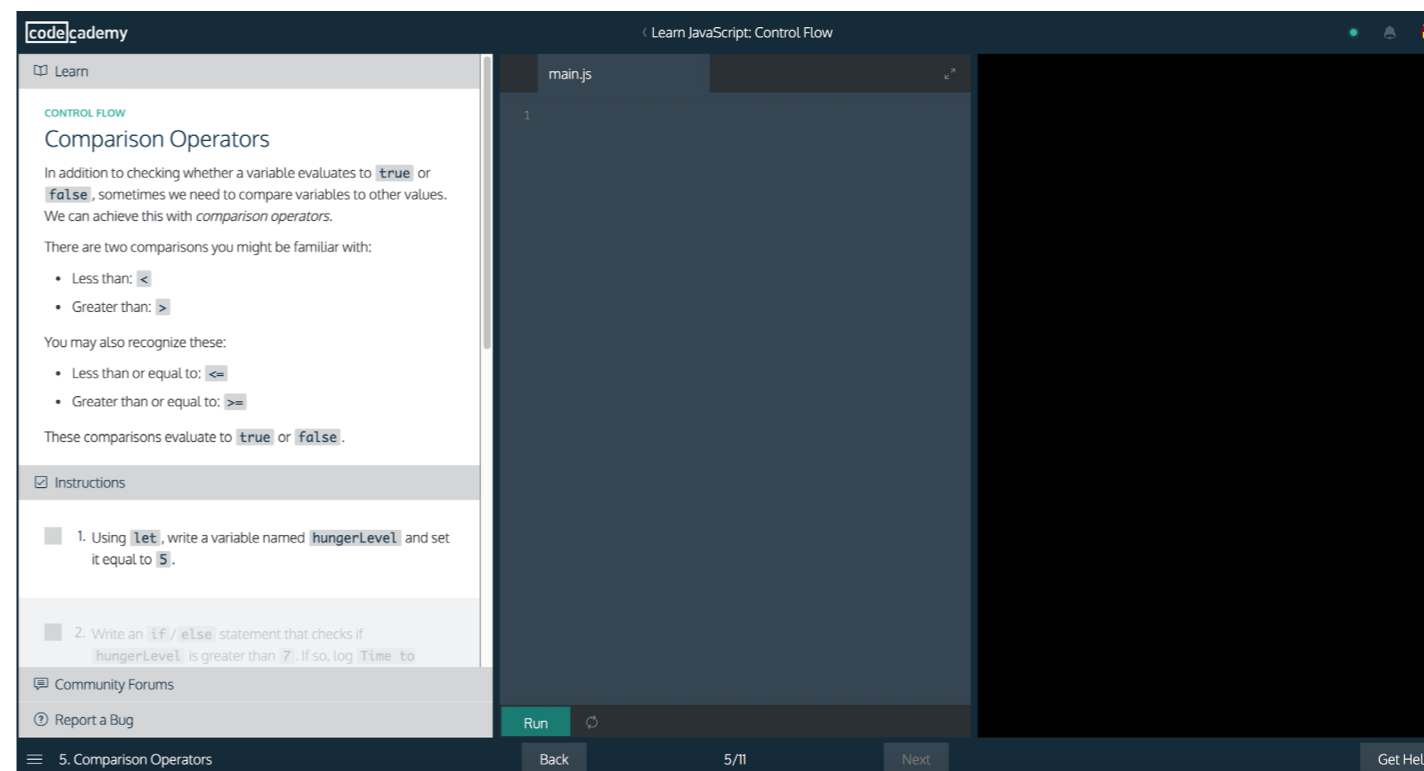 codecademy
Learn JavaScript: Control Flow
Learn
CONTROL FLOW
Comparison Operators
In addition to checking whether a variable evaluates to true or
false, sometimes we need to compare variables to other values.
We can achieve this with comparison operators.
There are two comparisons you might be familiar with:
• Less than: <
• Greater than: >
You may also recognize these:
• Less than or equal to: <=
• Greater than or equal to: >=
These comparisons evaluate to true or false.
Instructions
1. Using let, write a variable named hungerLevel and set
it equal to 5.
2. Write an if/else statement that checks if
hungerLevel is greater than 7. If so, log Time to
Community Forums
Report a Bug
5. Comparison Operators
main.js
1
Run
Back
5/11
Next
Get Hel